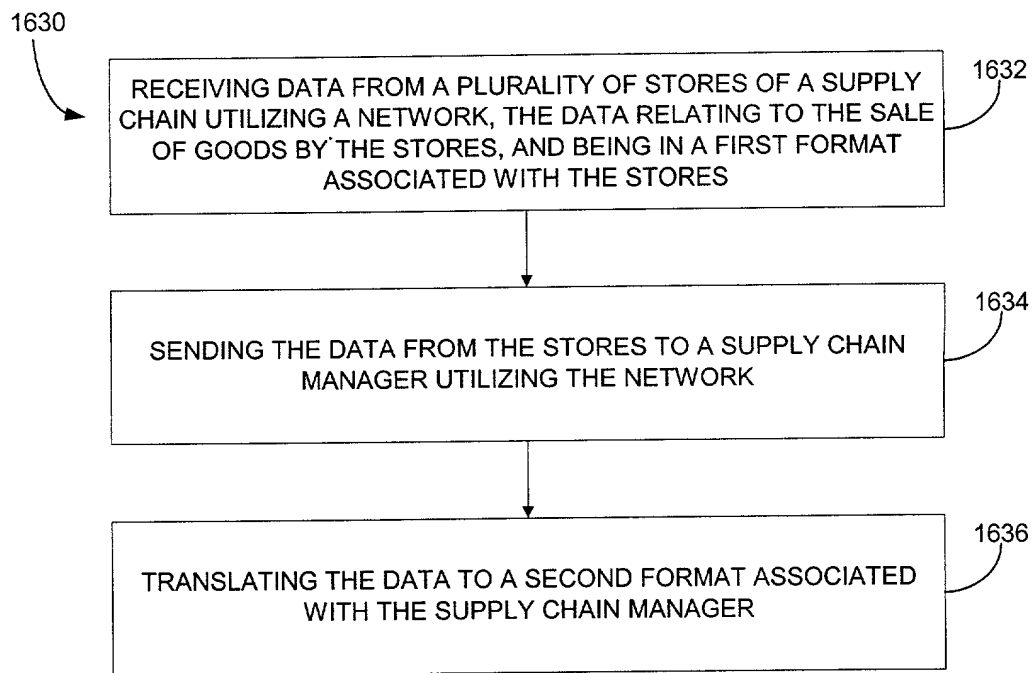 1630
RECEIVING DATA FROM A PLURALITY OF STORES OF A SUPPLY
CHAIN UTILIZING A NETWORK, THE DATA RELATING TO THE SALE
OF GOODS BY THE STORES, AND BEING IN A FIRST FORMAT
ASSOCIATED WITH THE STORES
1632
SENDING THE DATA FROM THE STORES TO A SUPPLY CHAIN
MANAGER UTILIZING THE NETWORK
1634
TRANSLATING THE DATA TO A SECOND FORMAT ASSOCIATED
WITH THE SUPPLY CHAIN MANAGER
1636